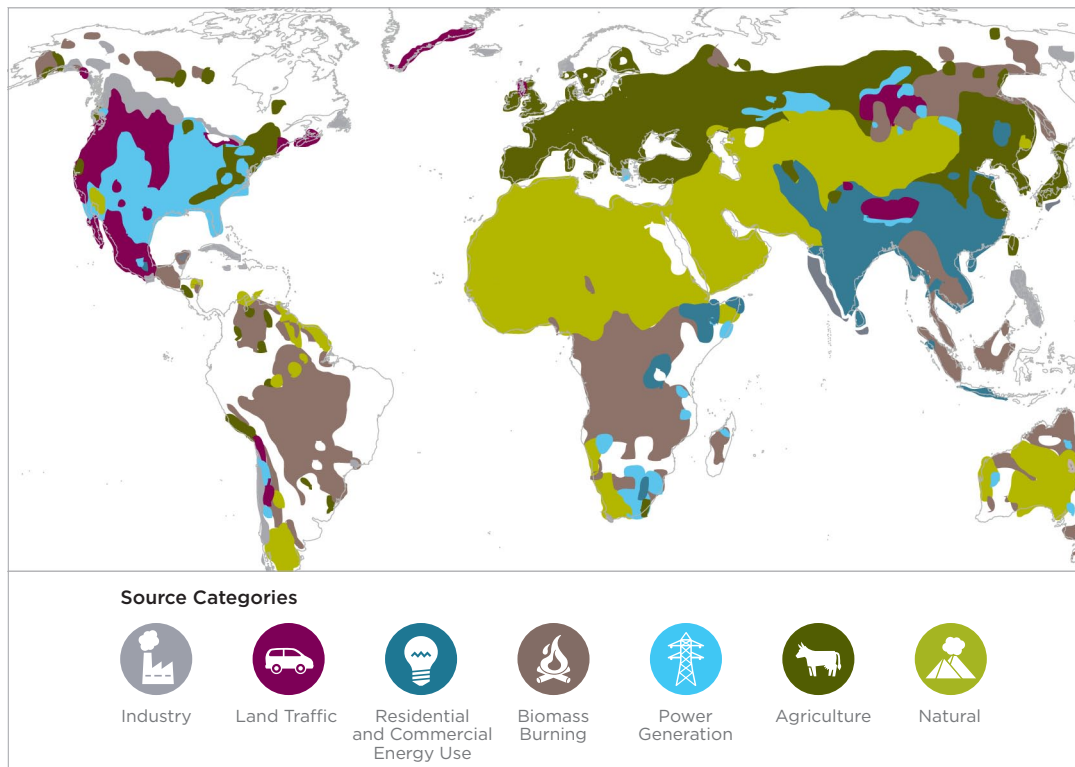 Source Categories
Industry
Land Traffic
Residential
and Commercial
Energy Use
Biomass
Burning
Power
Generation
Agriculture
Natural